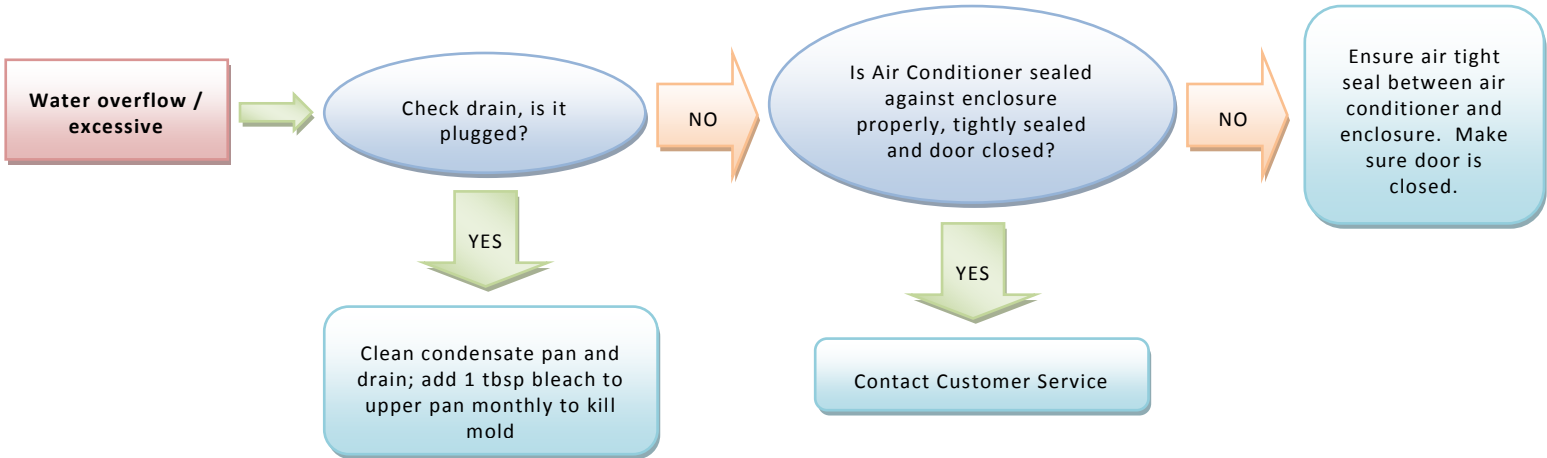 Water overflow /
excessive
Check drain, is it
plugged?
NO
Is Air Conditioner sealed
against enclosure
properly, tightly sealed
and door closed?
NO
Ensure air tight
seal between air
conditioner and
enclosure.  Make
sure door is
closed.
YES
Clean condensate pan and
drain; add 1 tbsp bleach to
upper pan monthly to kill
mold
YES
Contact Customer Service